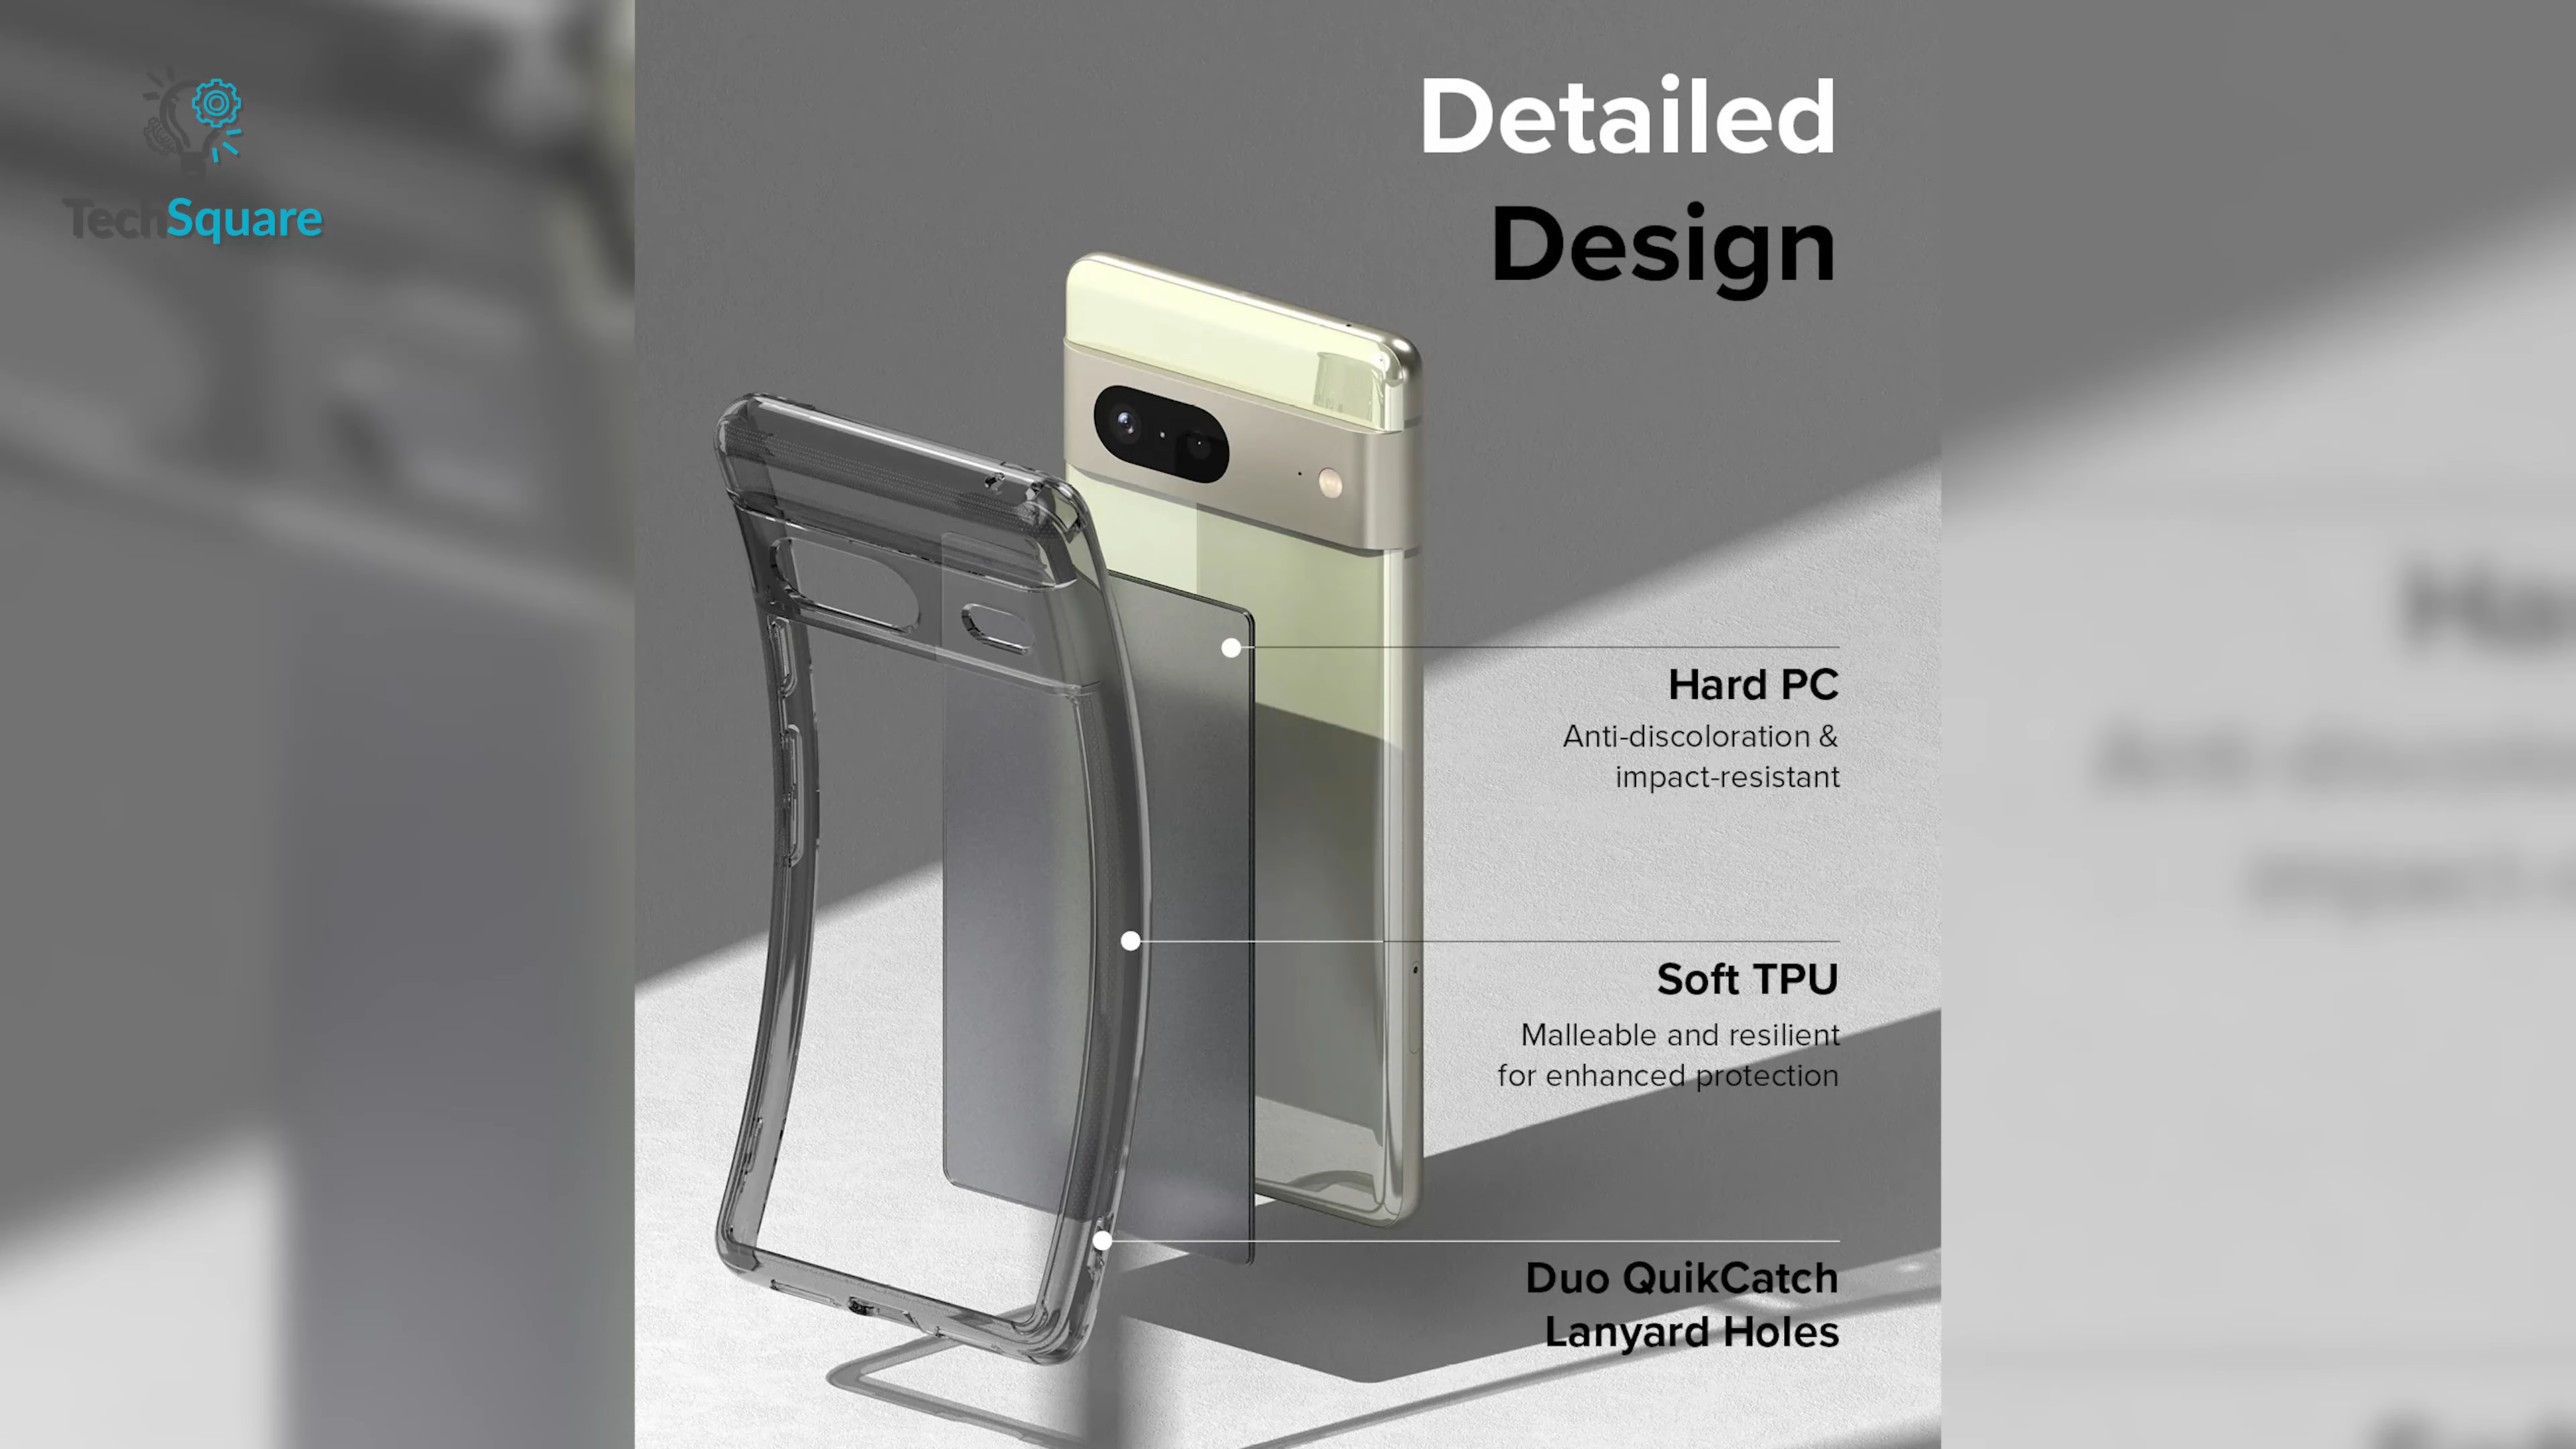 TechSquare
Detailed
Design
Hard PC
Anti-discoloration &
impact-resistant
Soft TPU
Malleable and resilient
for enhanced protection
Duo QuikCatch
Lanyard Holes